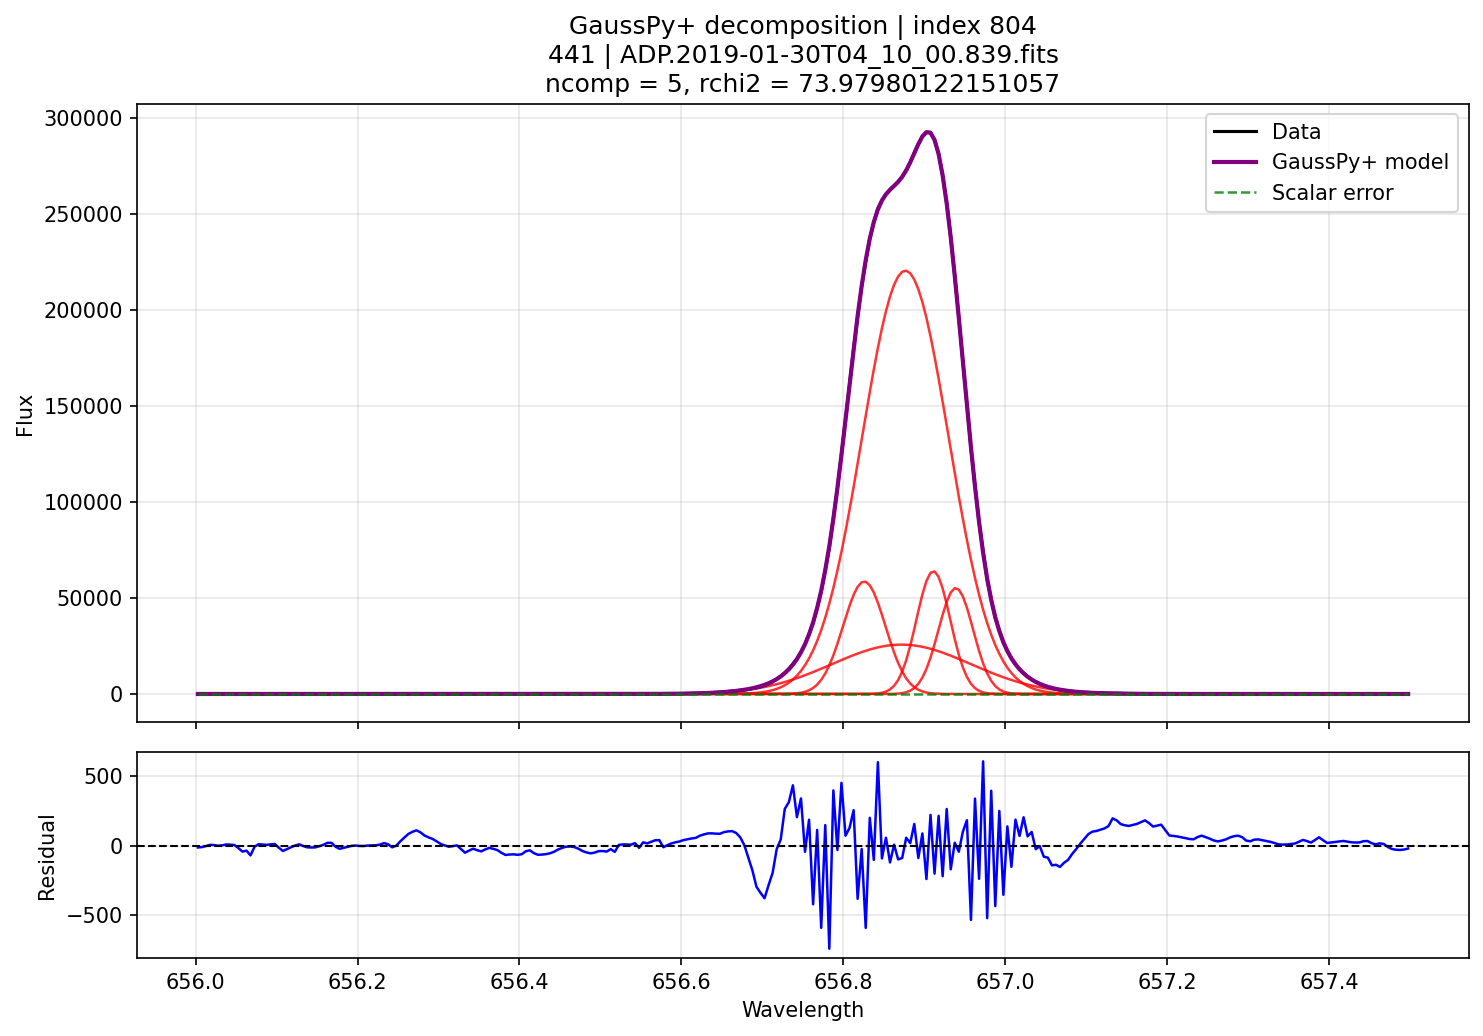 GaussPy+ decomposition | index 804
441 | ADP.2019-01-30T04_10_00.839.fits
ncomp = 5, rchi2 = 73.97980122151057
300000
250000
200000
150000
100000
50000
0
Flux
Data
GaussPy+ model
Scalar error
500
0
−500
Residual
656.0
656.2
656.4
656.6
656.8
657.0
657.2
657.4
Wavelength